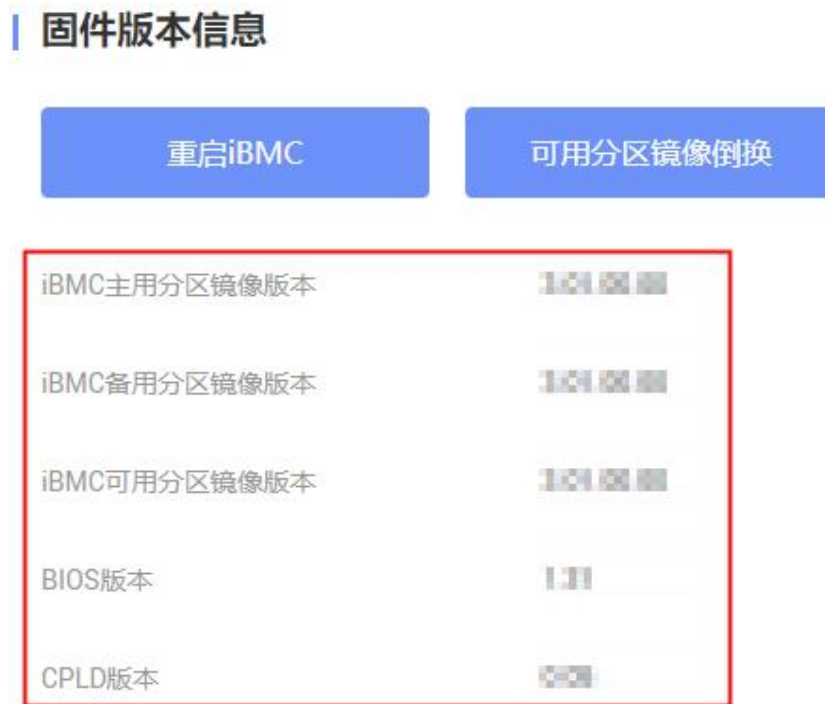 固件版本信息
重启iBMC
可用分区镜像倒换
iBMC主用分区镜像版本
iBMC备用分区镜像版本
iBMC可用分区镜像版本
BIOS版本
CPLD版本